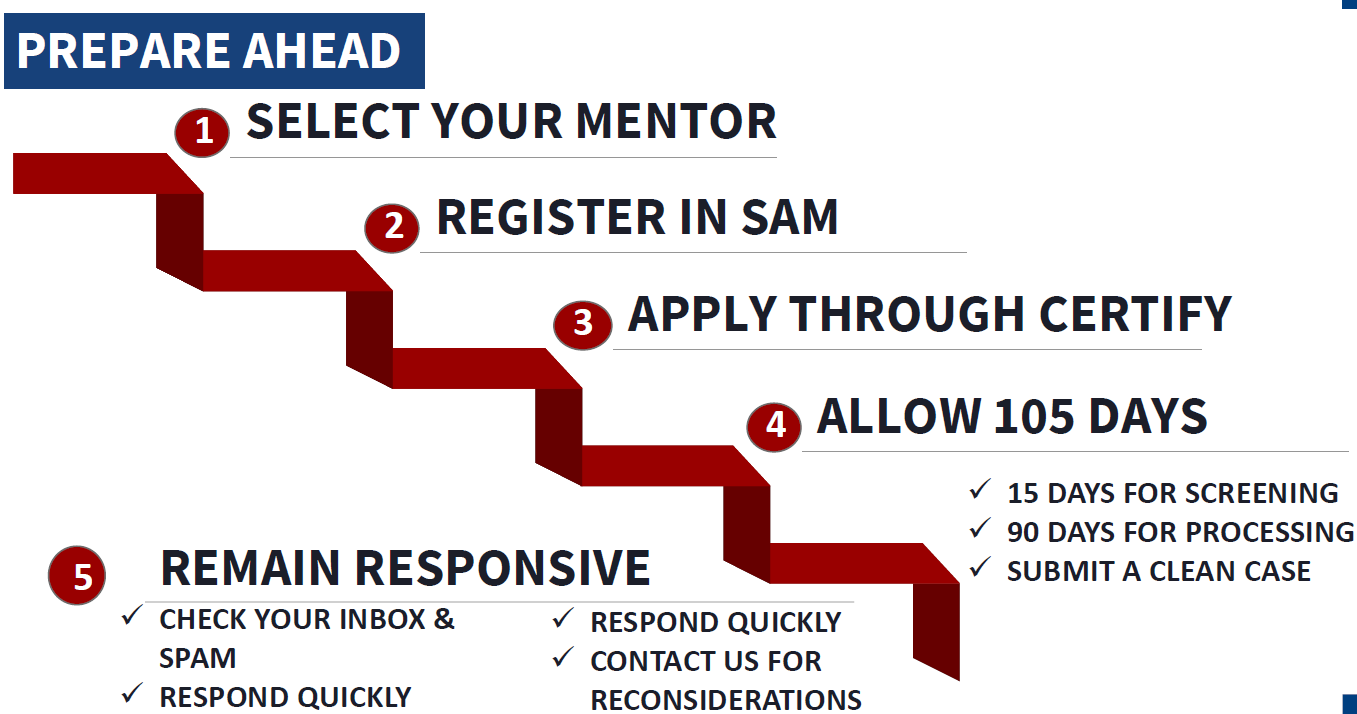 PREPARE AHEAD
1 SELECT YOUR MENTOR
2 REGISTER IN SAM
3 APPLY THROUGH CERTIFY
4 ALLOW 105 DAYS
✓ 15 DAYS FOR SCREENING
✓ 90 DAYS FOR PROCESSING
✓ SUBMIT A CLEAN CASE
5 REMAIN RESPONSIVE
✓ CHECK YOUR INBOX &
SPAM
✓ RESPOND QUICKLY
✓ RESPOND QUICKLY
✓ CONTACT US FOR
RECONSIDERATIONS